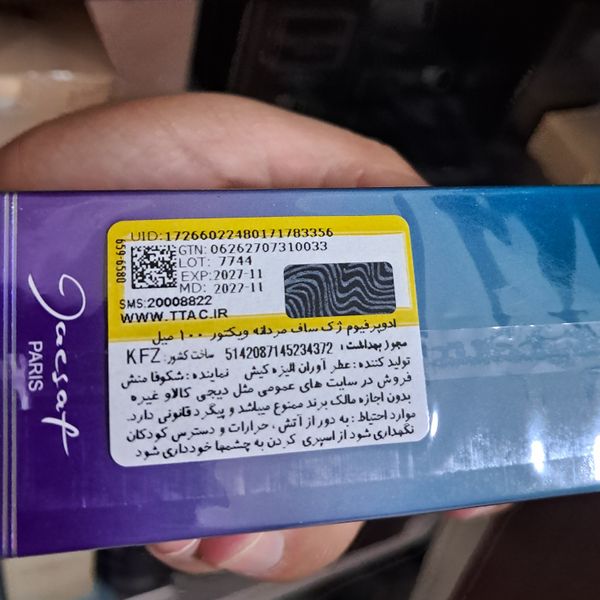 UID:17266022480171783356
659-6580
GTN: 06262707310033
LOT: 7744
EXP: 2027-11
MD: 2022-11
SMS:20008822
WWW.TTAC.IR
ادوپرفیوم ژک ساف مردانه ویکتور ۱۰۰ میل
مجوز بهداشت: 5142087145234372 ساخت کشور: KFZ
تولید کننده: عطر آوران الیزه کیش نماینده: شکوفا منش
فروش در سایت های عمومی مثل دیجی کالا و غیره
بدون اجازه مالک برند ممنوع میباشد و پیگرد قانونی دارد.
موارد احتیاط: به دور از آتش، حرارات و دسترس کودکان
نگهداری شود از اسپری کردن به چشمها خودداری شود
Jacsaf
PARIS